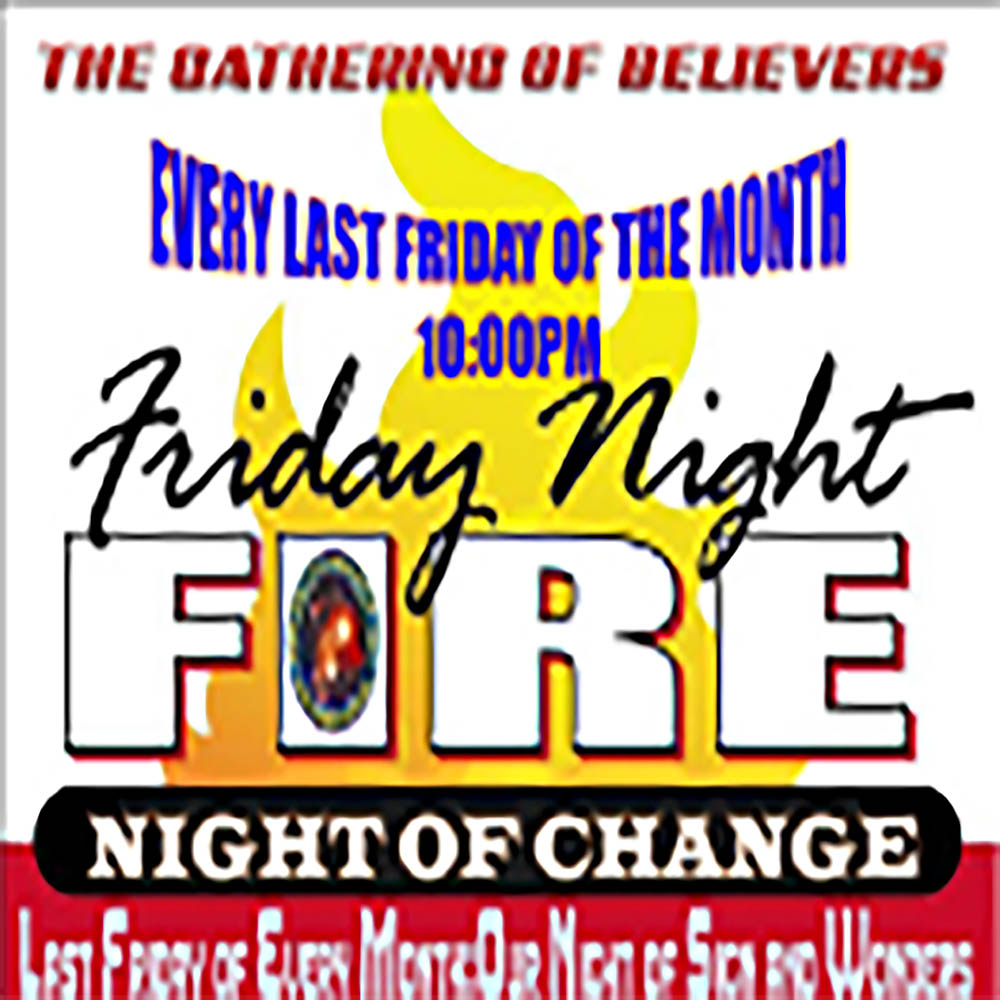 THE GATHERING OF BELIEVERS
EVERY LAST FRIDAY OF THE MONTH
10:00PM
Friday Night
FIRE
NIGHT OF CHANGE
LAST FRIDAY OF EVERY MONTH:OUR NIGHT OF SIGN AND WONDERS